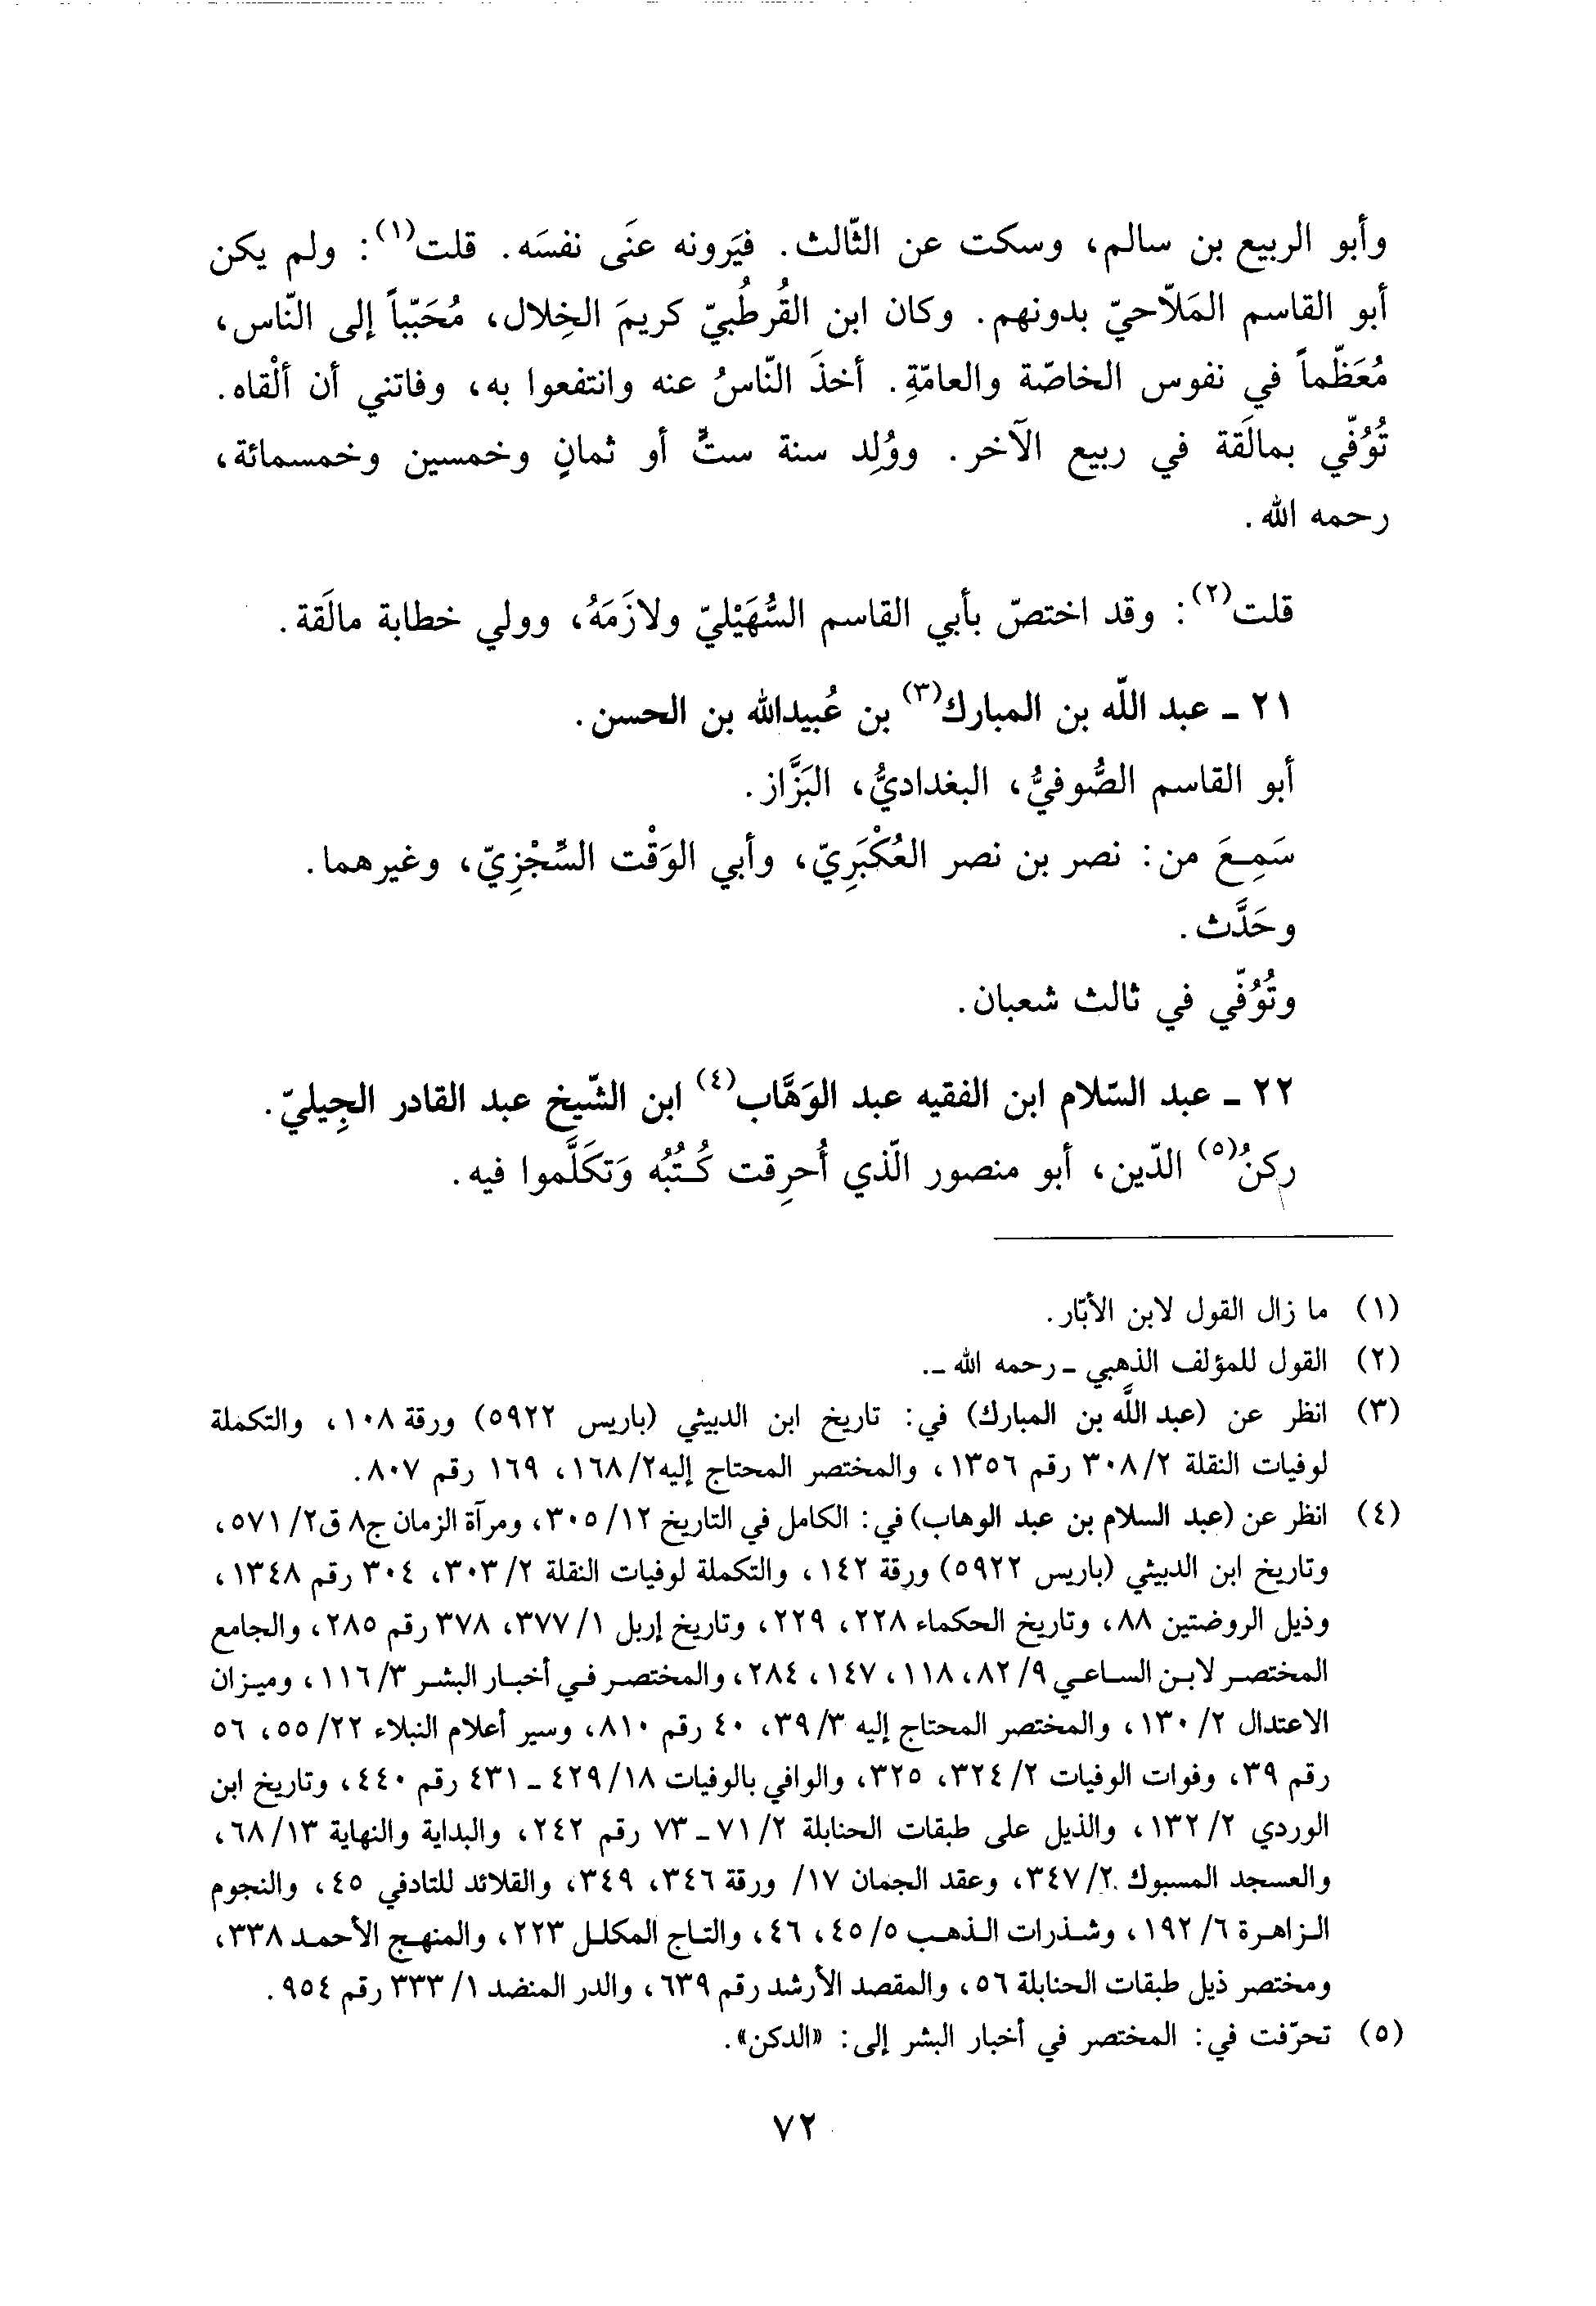 وأبو الربيع بن سالم، وسكت عن الثّالث. فيَرونه عنَى نفسَه. قلت(١): ولم يكن
أبو القاسم المَلّاحيّ بدونهم. وكان ابن القُرطُبيّ كريمَ الخِلال، مُحَبّباً إلى النّاس،
مُعَظّماً في نفوس الخاصّة والعامّةِ. أخذَ النّاسُ عنه وانتفعوا به، وفاتني أن ألْقاه.
تُوُفّي بمالَقة في ربيع الآخر. ووُلِد سنة ستٍّ أو ثمانٍ وخمسين وخمسمائة،
رحمه الله.
قلت(٢): وقد اختصّ بأبي القاسم السُّهَيْليّ ولازَمَهُ، وولي خطابة مالَقة.
٢١ ـ عبد اللّه بن المبارك(٣) بن عُبيدالله بن الحسن.
أبو القاسم الصُّوفيُّ، البغداديُّ، البَزَّاز.
سَمِعَ من: نصر بن نصر العُكْبَرِيّ، وأبي الوَقْت السِّجْزِيّ، وغيرهما.
وحَدَّث.
وتُوُفّي في ثالث شعبان.
٢٢ ـ عبد السّلام ابن الفقيه عبد الوَهَّاب(٤) ابن الشّيخ عبد القادر الجِيليّ.
ركنُ(٥) الدّين، أبو منصور الّذي أُحرِقت كُتُبُه وَتكَلَّموا فيه.
(١) ما زال القول لابن الأبّار.
(٢) القول للمؤلف الذهبي ـ رحمه الله ـ.
(٣) انظر عن (عبد اللَّه بن المبارك) في: تاريخ ابن الدبيثي (باريس ٥٩٢٢) ورقة ١٠٨، والتكملة
لوفيات النقلة ٢/ ٣٠٨ رقم ١٣٥٦، والمختصر المحتاج إليه٢/ ١٦٨، ١٦٩ رقم ٨٠٧.
(٤) انظر عن (عبد السلام بن عبد الوهاب) في: الكامل في التاريخ ١٢/ ٣٠٥، ومرآة الزمان ج٨ ق٢/ ٥٧١،
وتاريخ ابن الدبيثي (باريس ٥٩٢٢) ورقة ١٤٢، والتكملة لوفيات النقلة ٢/ ٣٠٣، ٣٠٤ رقم ١٣٤٨،
وذيل الروضتين ٨٨، وتاريخ الحكماء ٢٢٨، ٢٢٩، وتاريخ إربل ١/ ٣٧٧، ٣٧٨ رقم ٢٨٥، والجامع
المختصر لابن الساعي ٩/ ٨٢، ١١٨، ١٤٧، ٢٨٤، والمختصر في أخبار البشر ٣/ ١١٦، وميزان
الاعتدال ٢/ ١٣٠، والمختصر المحتاج إليه ٣/ ٣٩، ٤٠ رقم ٨١٠، وسير أعلام النبلاء ٢٢/ ٥٥، ٥٦
رقم ٣٩، وفوات الوفيات ٢/ ٣٢٤، ٣٢٥، والوافي بالوفيات ١٨/ ٤٢٩ ـ ٤٣١ رقم ٤٤٠، وتاريخ ابن
الوردي ٢/ ١٣٢، والذيل على طبقات الحنابلة ٢/ ٧١ ـ ٧٣ رقم ٢٤٢، والبداية والنهاية ١٣/ ٦٨،
والعسجد المسبوك ٢/ ٣٤٧، وعقد الجمان ١٧/ ورقة ٣٤٦، ٣٤٩، والقلائد للتادفي ٤٥، والنجوم
الزاهرة ٦/ ١٩٢، وشذرات الذهب ٥/ ٤٥، ٤٦، والتاج المكلل ٢٢٣، والمنهج الأحمد ٣٣٨،
ومختصر ذيل طبقات الحنابلة ٥٦، والمقصد الأرشد رقم ٦٣٩، والدر المنضد ١/ ٣٣٣ رقم ٩٥٤.
(٥) تحرّفت في: المختصر في أخبار البشر إلى: «الدكن».
٧٢